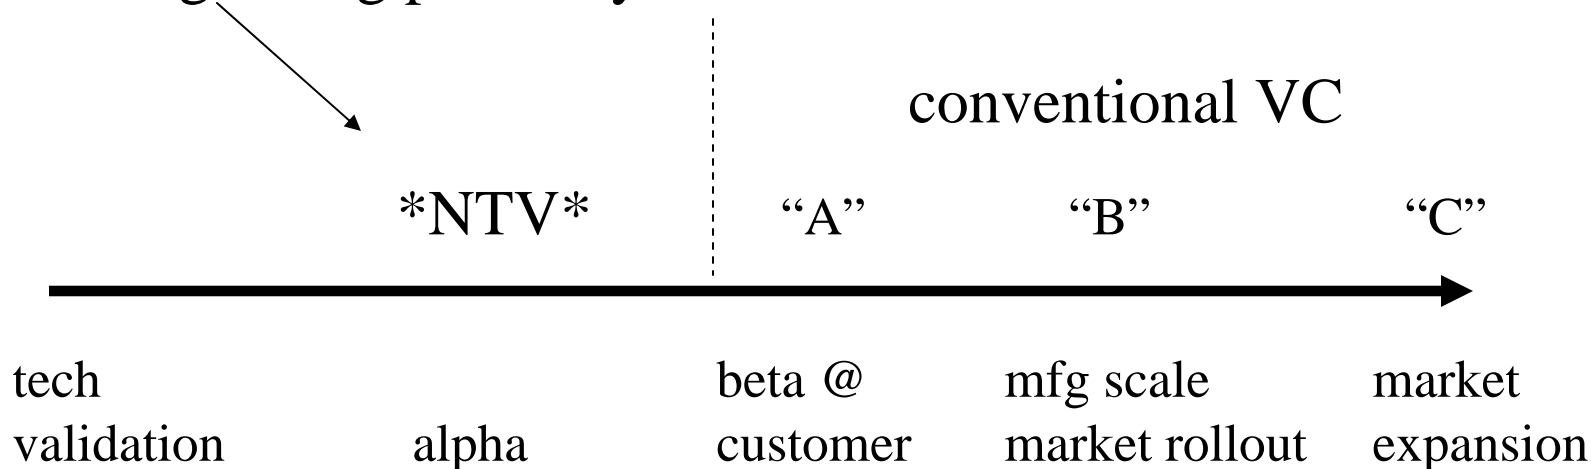 conventional VC
*NTV* “A” “B” “C”
tech beta @ mfg scale market
validation alpha customer market rollout expansion